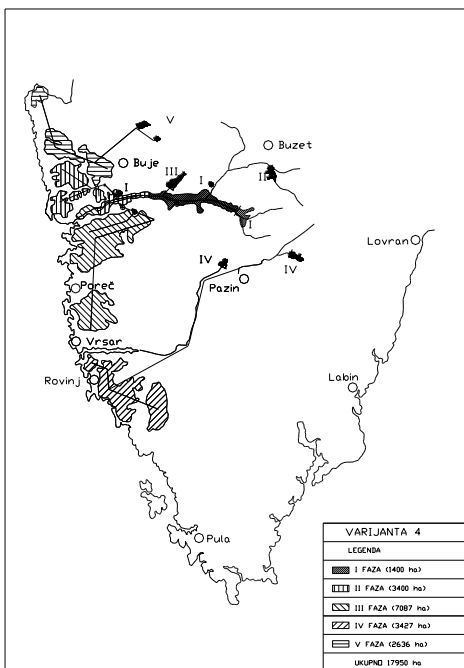 V
Buzet
Buje
III
I
II
I
I
Lovran
IV
IV
Poreč
Pazin
Vrsar
Rovinj
Labin
Pula
VARIJANTA 4
LEGENDA
I FAZA (1400 ha)
II FAZA (3400 ha)
III FAZA (7087 ha)
IV FAZA (3427 ha)
V FAZA (2636 ha)
UKUPNO 17950 ha